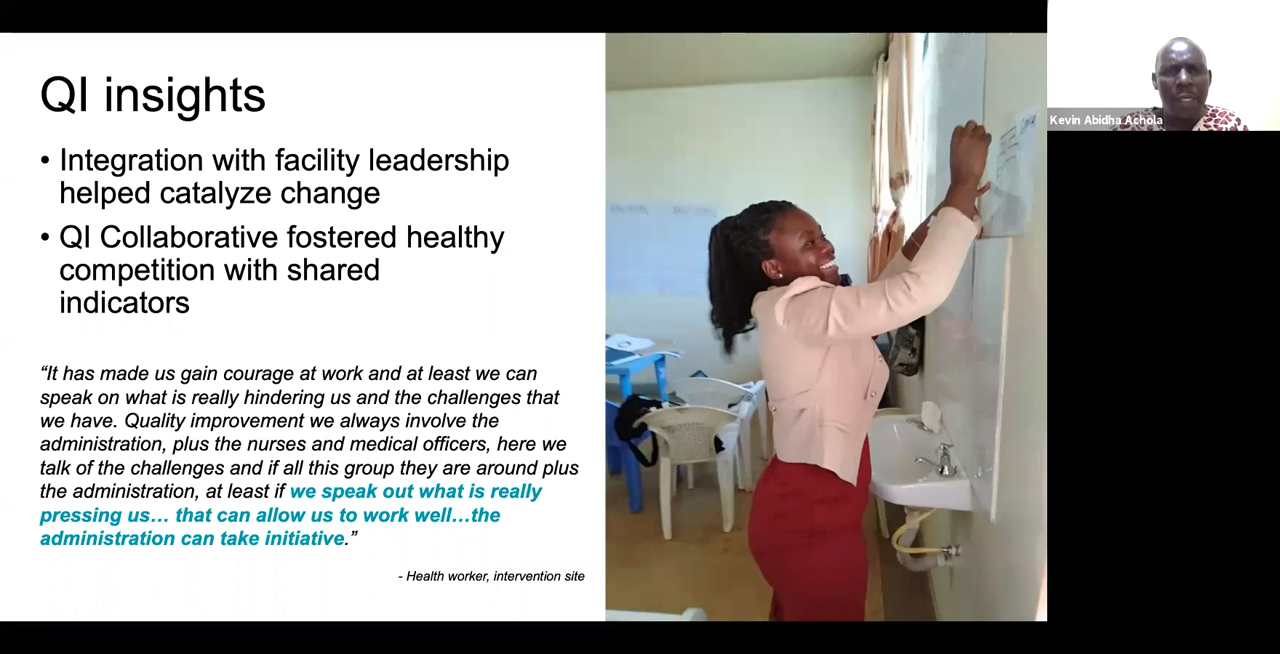 QI insights
• Integration with facility leadership
helped catalyze change
• QI Collaborative fostered healthy
competition with shared
indicators
“It has made us gain courage at work and at least we can
speak on what is really hindering us and the challenges that
we have. Quality improvement we always involve the
administration, plus the nurses and medical officers, here we
talk of the challenges and if all this group they are around plus
the administration, at least if we speak out what is really
pressing us… that can allow us to work well…the
administration can take initiative.”
- Health worker, intervention site
Kevin Abidha Achola